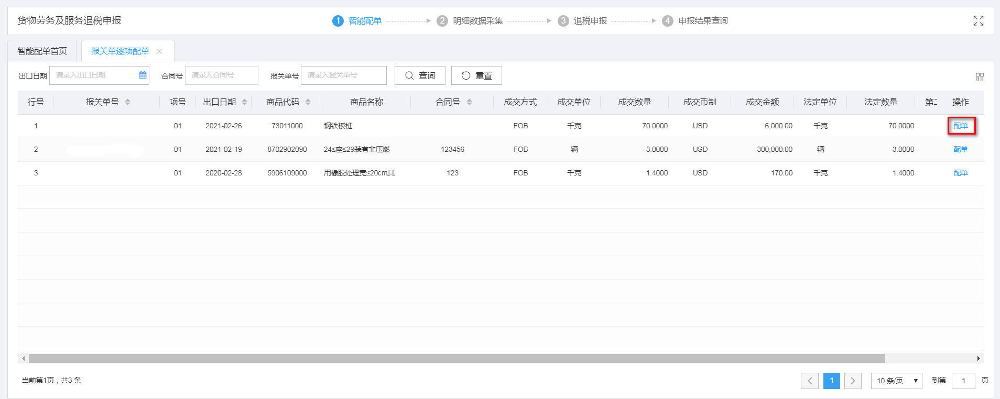 货物劳务及服务退税申报
1 智能配单 2 明细数据采集 3 退税申报 4 申报结果查询
智能配单首页 报关单逐项配单
出口日期 请录入出口日期 合同号 请录入合同号 报关单号 请录入报关单号 查询 重置
行号 报关单号 项号 出口日期 商品代码 商品名称 合同号 成交方式 成交单位 成交数量 成交币制 成交金额 法定单位 法定数量 第二 操作
1 01 2021-02-26 73011000 钢铁板桩 FOB 千克 70.0000 USD 6,000.00 千克 70.0000 配单
2 01 2021-02-19 8702902090 24≤座≤29装有非压燃 123456 FOB 辆 3.0000 USD 300,000.00 辆 3.0000 配单
3 01 2020-02-28 5906109000 用橡胶处理宽≤20cm其 123 FOB 千克 1.4000 USD 170.00 千克 1.4000 配单
当前第1页，共3 条 1 10 条/页 到第 1 页